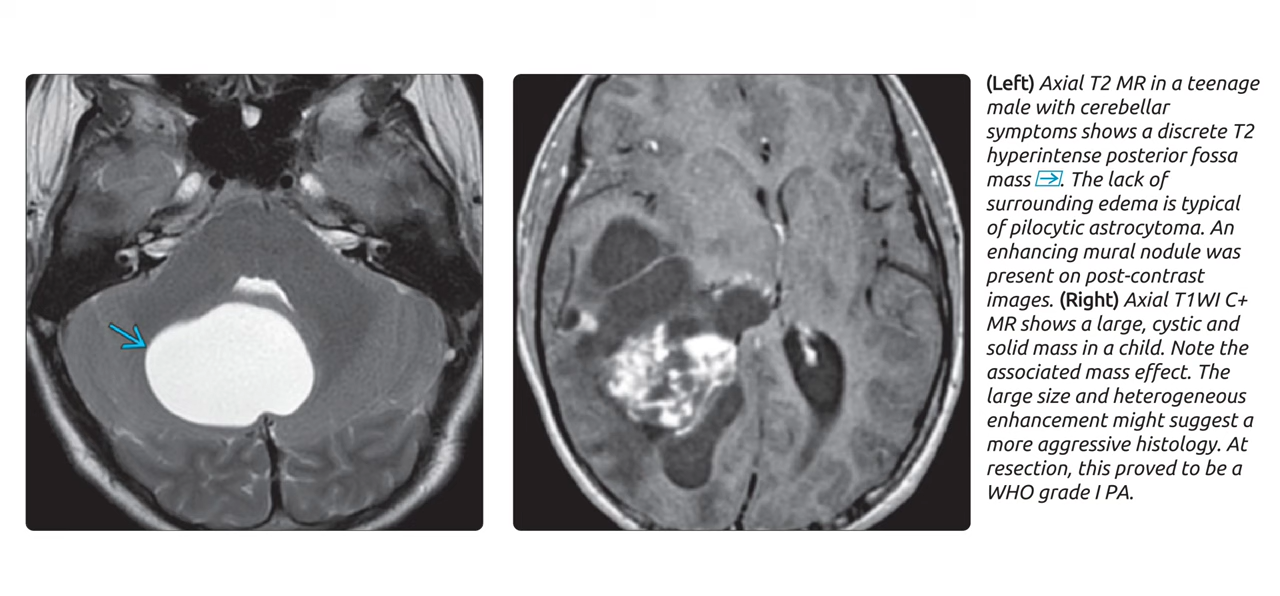 (Left) Axial T2 MR in a teenage
male with cerebellar
symptoms shows a discrete T2
hyperintense posterior fossa
mass ➡. The lack of
surrounding edema is typical
of pilocytic astrocytoma. An
enhancing mural nodule was
present on post-contrast
images. (Right) Axial T1WI C+
MR shows a large, cystic and
solid mass in a child. Note the
associated mass effect. The
large size and heterogeneous
enhancement might suggest a
more aggressive histology. At
resection, this proved to be a
WHO grade I PA.